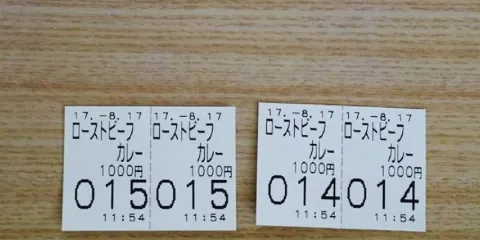 17.-8.17
ローストビーフ
カレー
1000円
015
11:54
17.-8.17
ローストビーフ
カレー
1000円
015
11:54
17.-8.17
ローストビーフ
カレー
1000円
014
11:54
17.-8.17
ローストビーフ
カレー
1000円
014
11:54